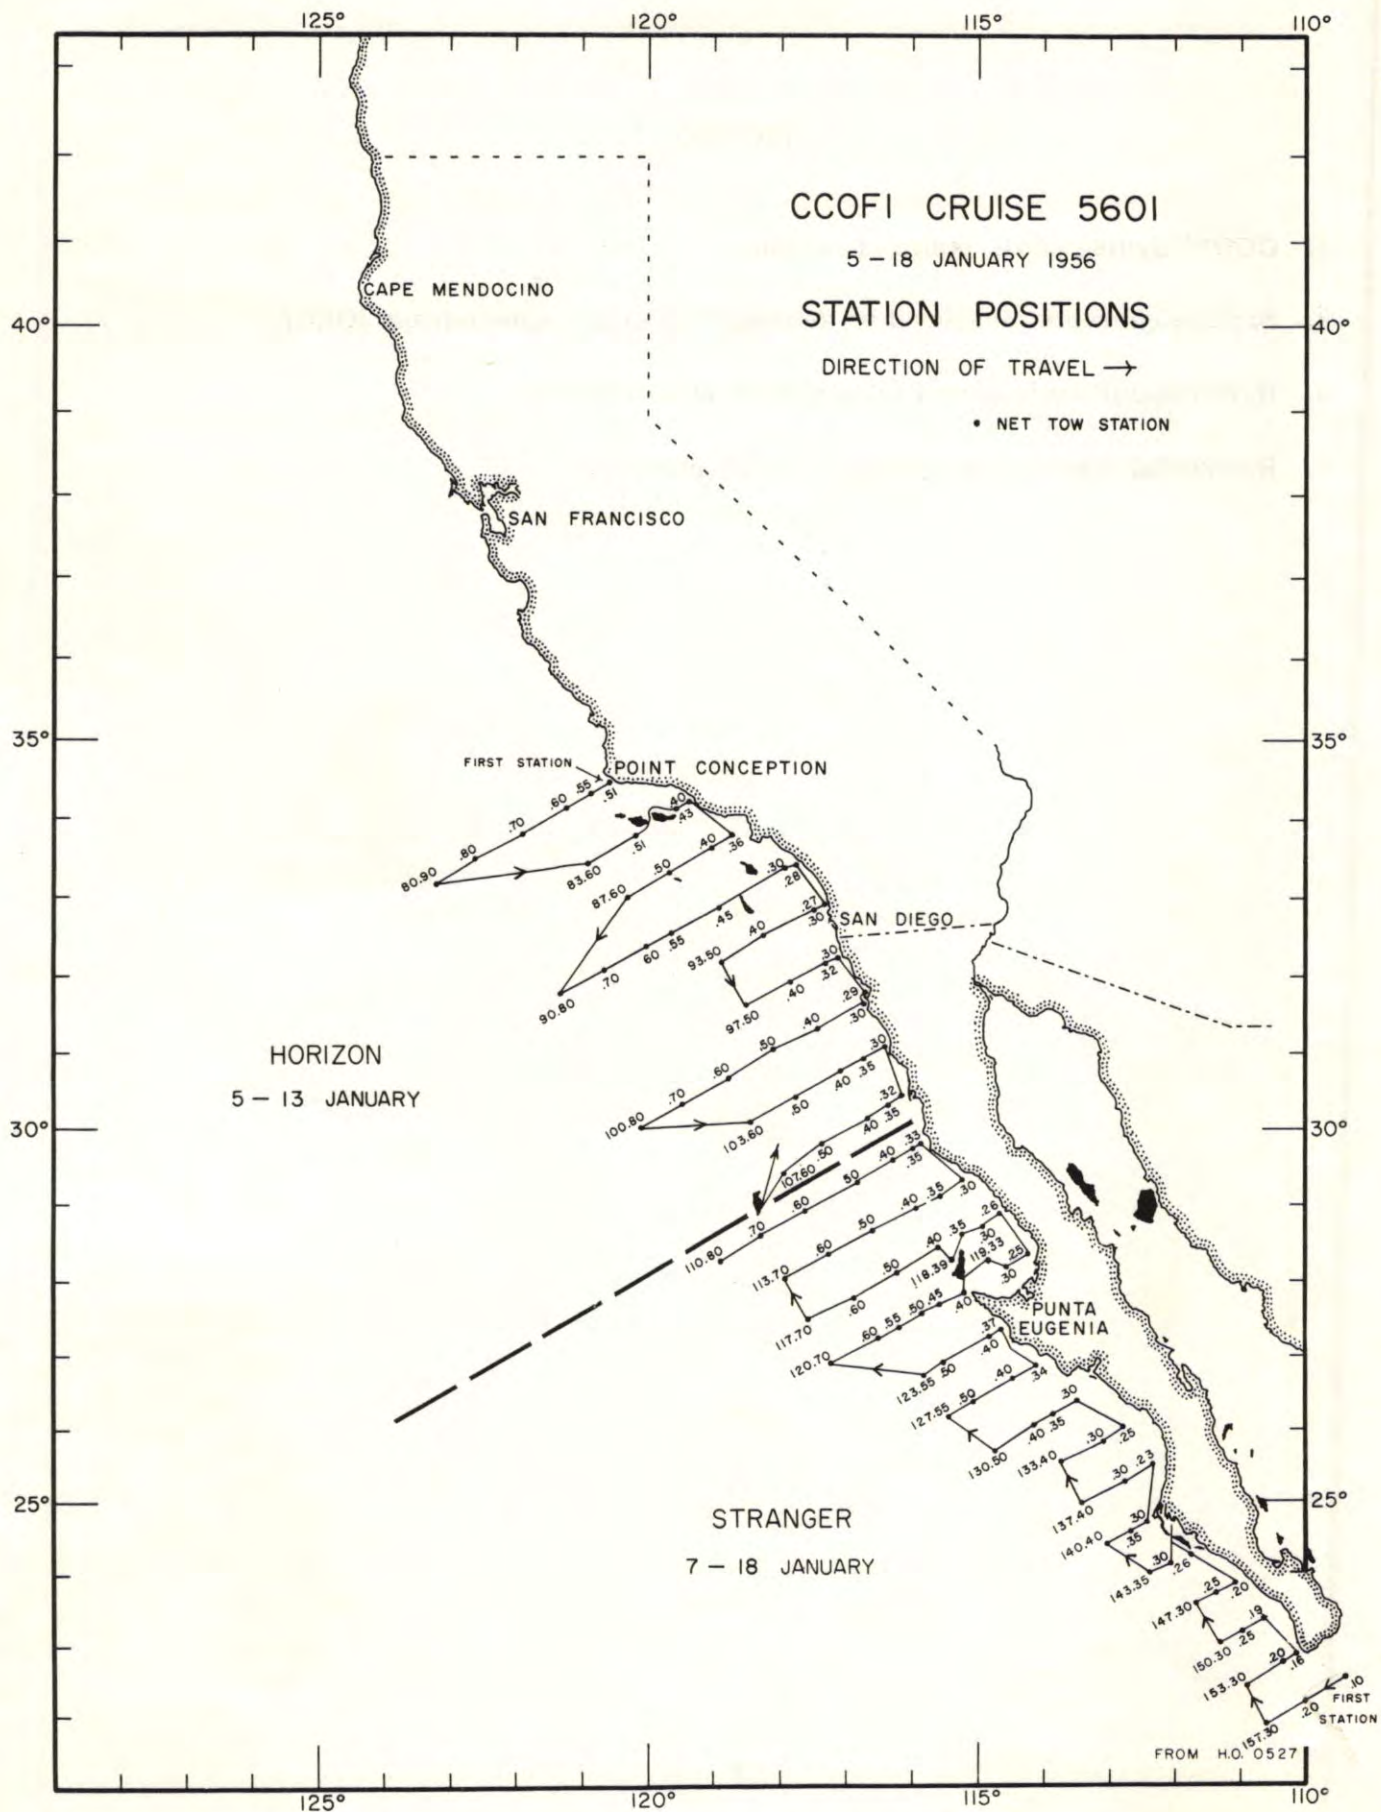 125° 120° 115° 110°
CCOFI CRUISE 5601
5 – 18 JANUARY 1956
STATION POSITIONS
DIRECTION OF TRAVEL →
• NET TOW STATION
CAPE MENDOCINO
40° 40°
SAN FRANCISCO
35° 35°
FIRST STATION
POINT CONCEPTION
80.90 .80 .70 .60 .55 .51
83.60 .51 .43 .40
87.60 .50 .40 .36
90.80 .70 60 .55 .45 .30 .28
SAN DIEGO
93.50 .40 .30 .27
97.50 .40 .32 .30
100.80 .70 .60 .50 .40 .30 .29
HORIZON
5 – 13 JANUARY
103.60 .50 .40 .35 .30
30° 30°
107.60 .50 .40 .35 .32
110.80 .70 .60 .50 .40 .35 .33
113.70 .60 .50 .40 .35 .30
117.70 .60 .50 .40 .35 .30 .26
118.39 119.33 .30 .25
PUNTA
EUGENIA
120.70 .60 .55 .50 .45 .40
123.55 .50 .40 .37
127.55 .50 .40 .34
130.50 .40 .35 .30
133.40 .30 .25
137.40 .30 .23
25° 25°
STRANGER
7 – 18 JANUARY
140.40 .35 .30
143.35 .30 .26
147.30 .25 .20
150.30 .25 .19
153.30 .20 .16
157.30 .20 .10
FIRST
STATION
FROM H.O. 0527
125° 120° 115° 110°